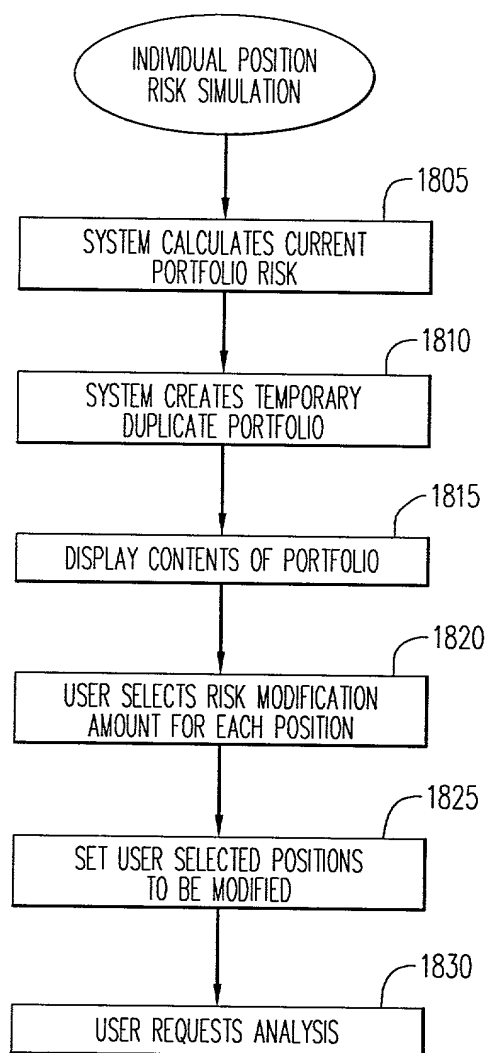 INDIVIDUAL POSITION
RISK SIMULATION
1805
SYSTEM CALCULATES CURRENT
PORTFOLIO RISK
1810
SYSTEM CREATES TEMPORARY
DUPLICATE PORTFOLIO
1815
DISPLAY CONTENTS OF PORTFOLIO
1820
USER SELECTS RISK MODIFICATION
AMOUNT FOR EACH POSITION
1825
SET USER SELECTED POSITIONS
TO BE MODIFIED
1830
USER REQUESTS ANALYSIS